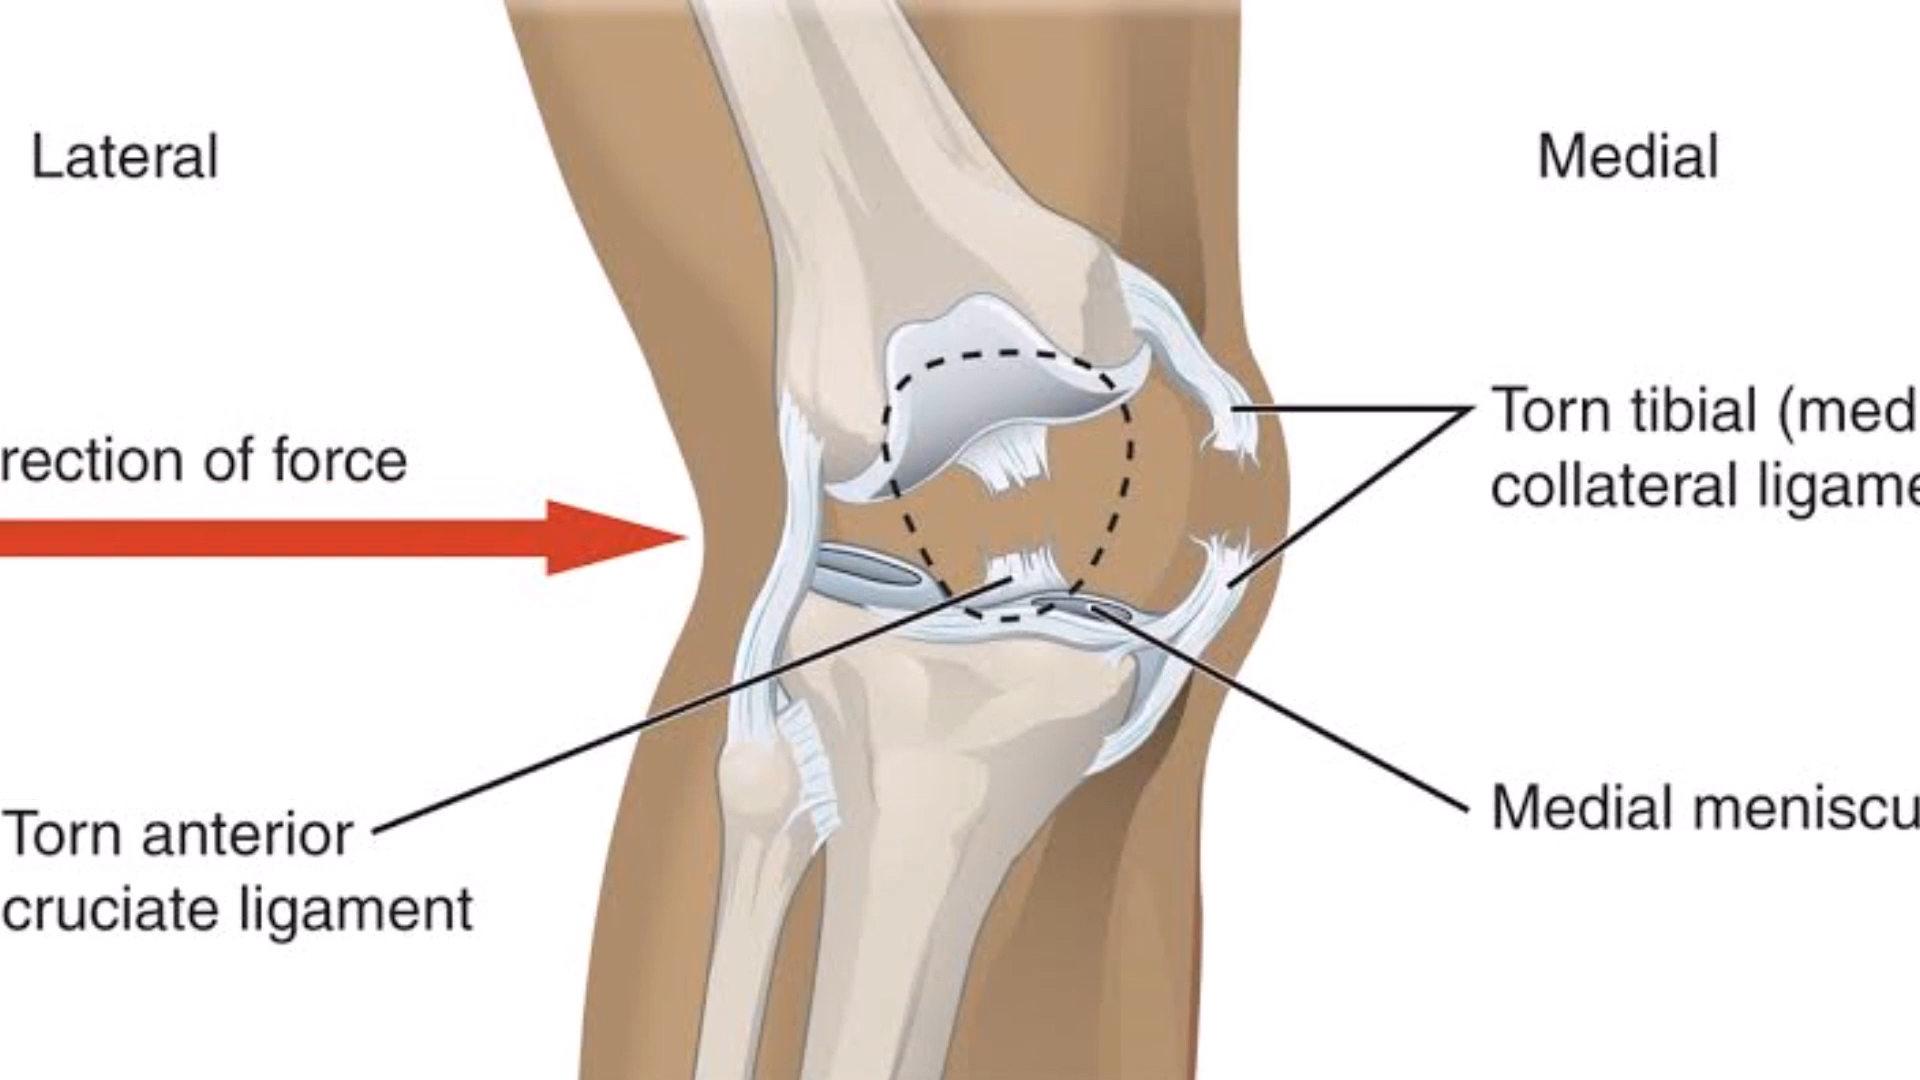 Lateral
Medial
rection of force
Torn tibial (med
collateral ligame
Torn anterior
cruciate ligament
Medial meniscu